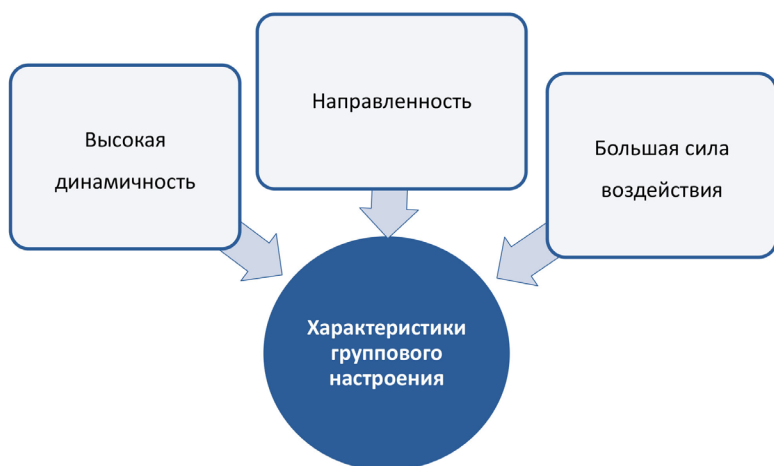 Высокая
динамичность
Направленность
Большая сила
воздействия
Характеристики
группового
настроения